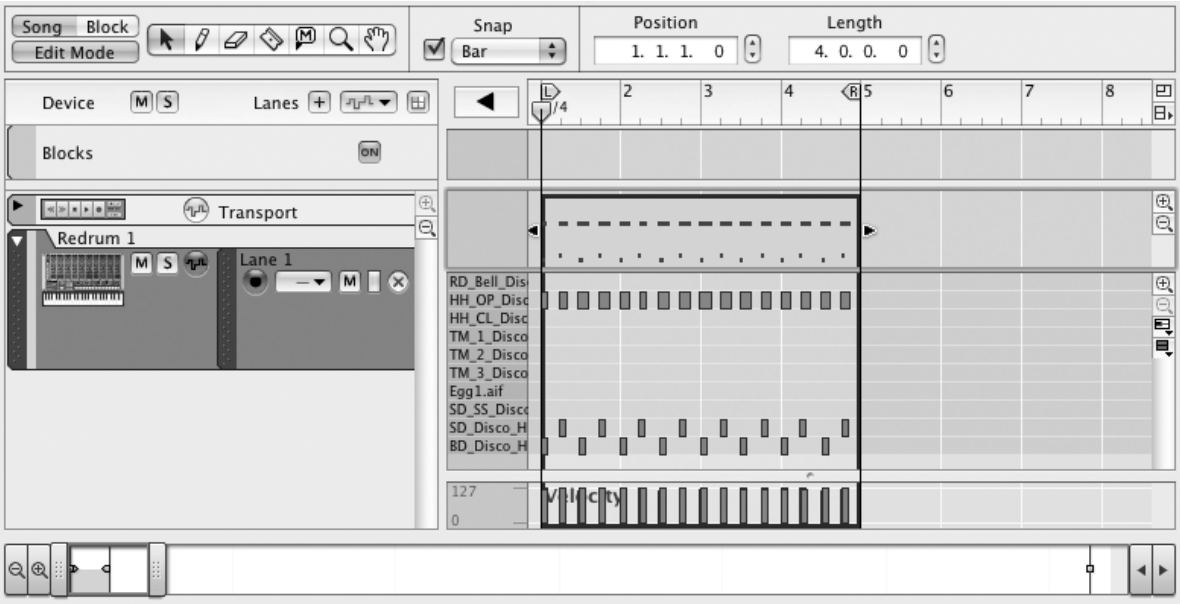 Song Block
Edit Mode
M
Snap
Bar
Position
1. 1. 1. 0
Length
4. 0. 0. 0
Device M S Lanes +
L 2 3 4 R 5 6 7 8
/4
Blocks ON
Transport
Redrum 1
M S
Lane 1
M
RD_Bell_Dis
HH_OP_Disc
HH_CL_Disc
TM_1_Disco
TM_2_Disco
TM_3_Disco
Egg1.aif
SD_SS_Disco
SD_Disco_H
BD_Disco_H
127
Velocity
0